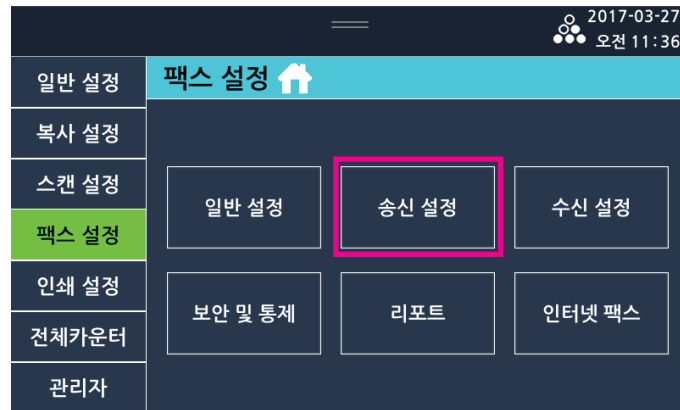 2017-03-27
오전 11:36
일반 설정
복사 설정
스캔 설정
팩스 설정
인쇄 설정
전체카운터
관리자
팩스 설정
일반 설정
송신 설정
수신 설정
보안 및 통제
리포트
인터넷 팩스